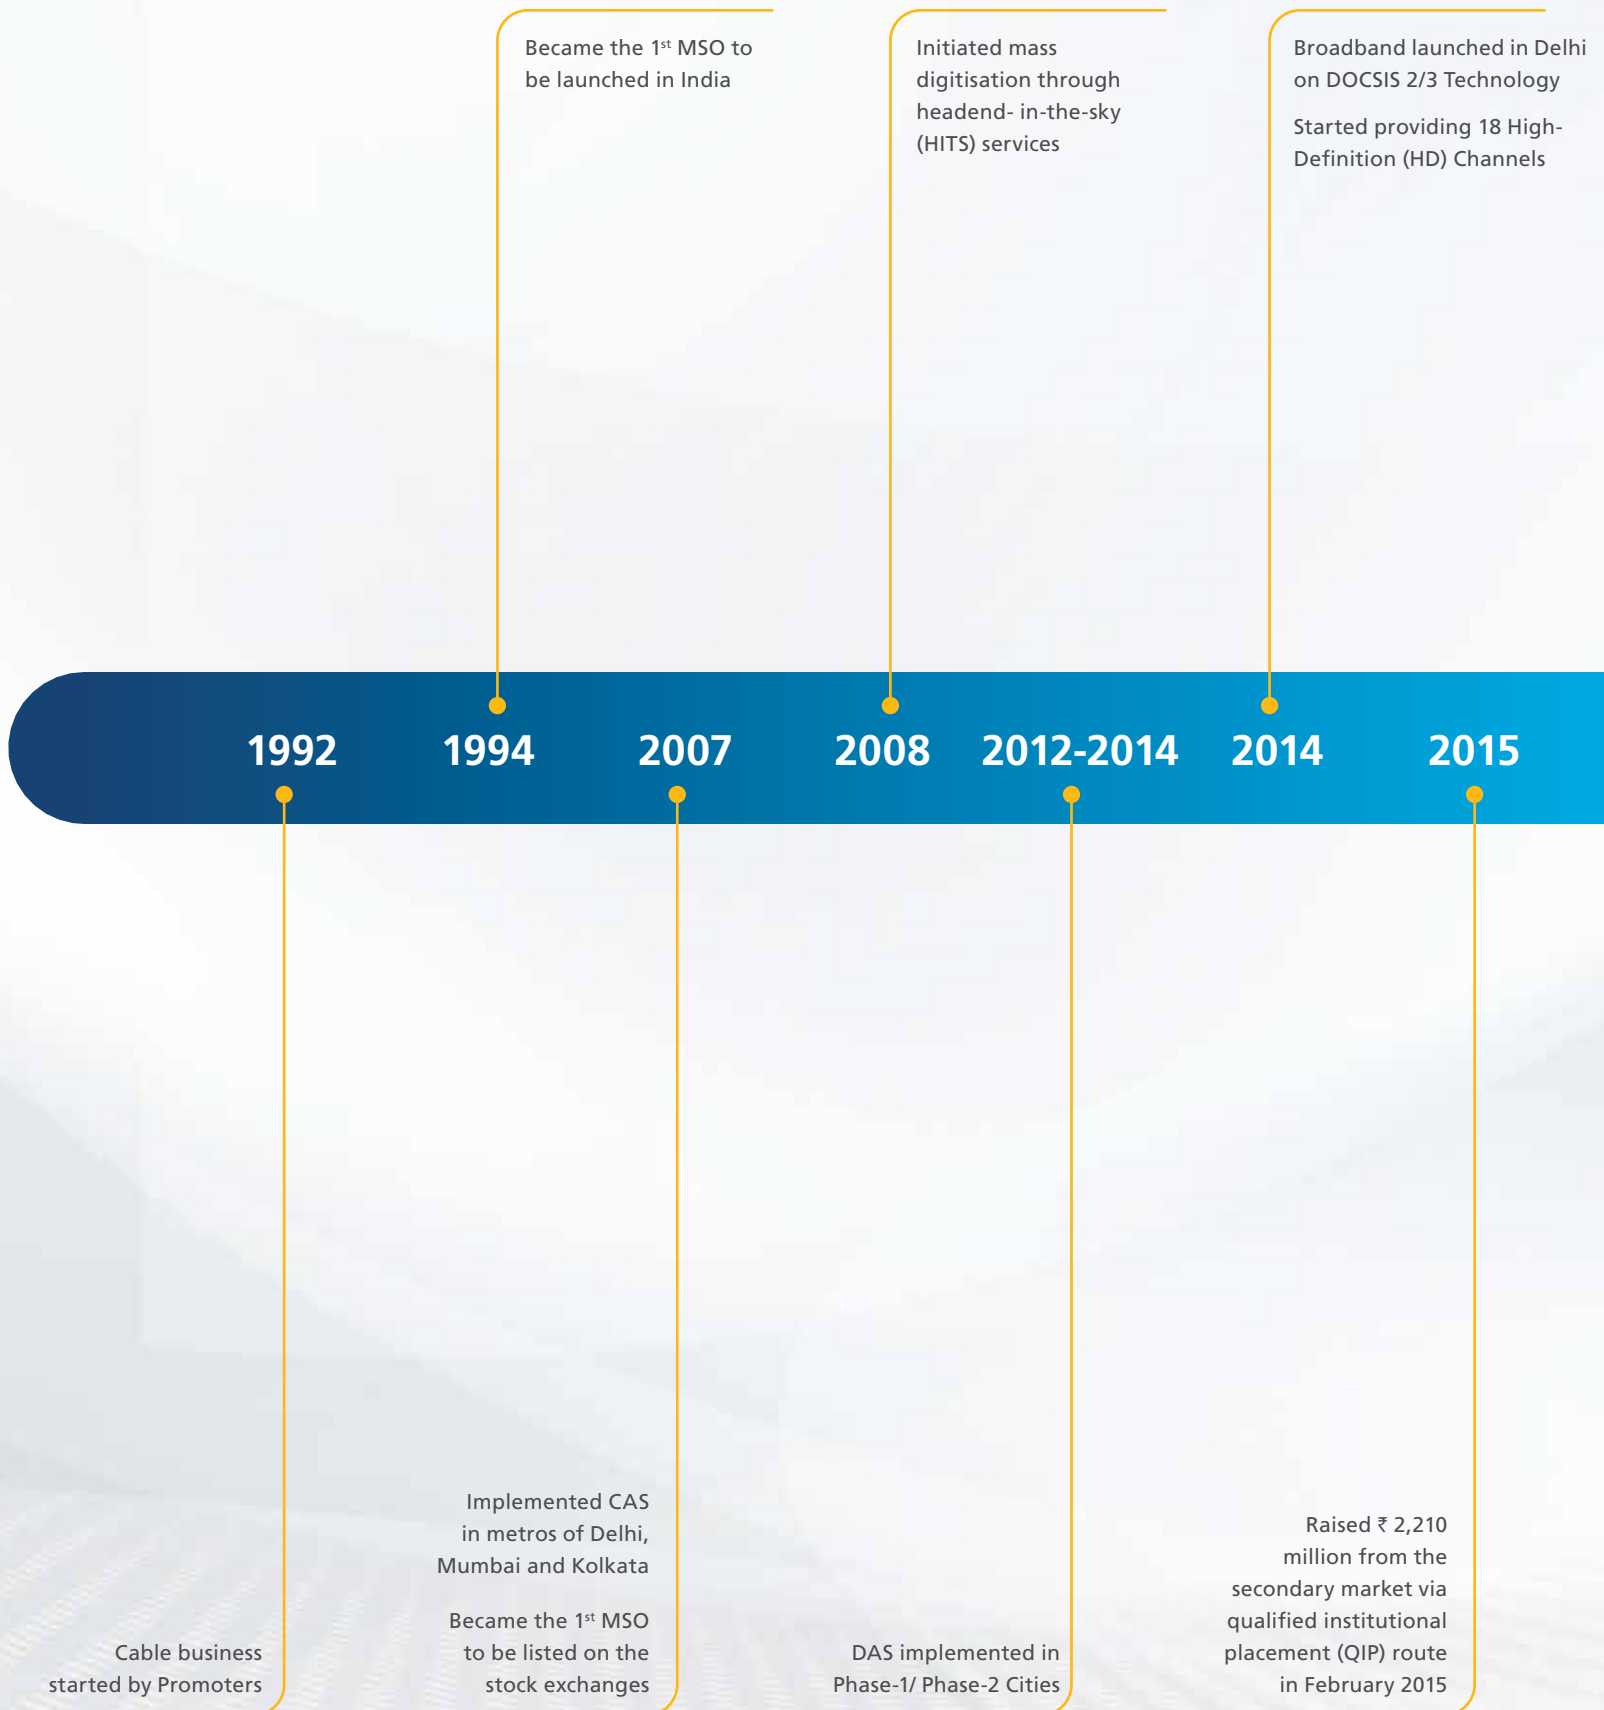 Became the 1st MSO to
be launched in India
Initiated mass
digitisation through
headend- in-the-sky
(HITS) services
Broadband launched in Delhi
on DOCSIS 2/3 Technology
Started providing 18 High-
Definition (HD) Channels
1992
1994
2007
2008
2012-2014
2014
2015
Cable business
started by Promoters
Implemented CAS
in metros of Delhi,
Mumbai and Kolkata
Became the 1st MSO
to be listed on the
stock exchanges
DAS implemented in
Phase-1/ Phase-2 Cities
Raised ₹ 2,210
million from the
secondary market via
qualified institutional
placement (QIP) route
in February 2015